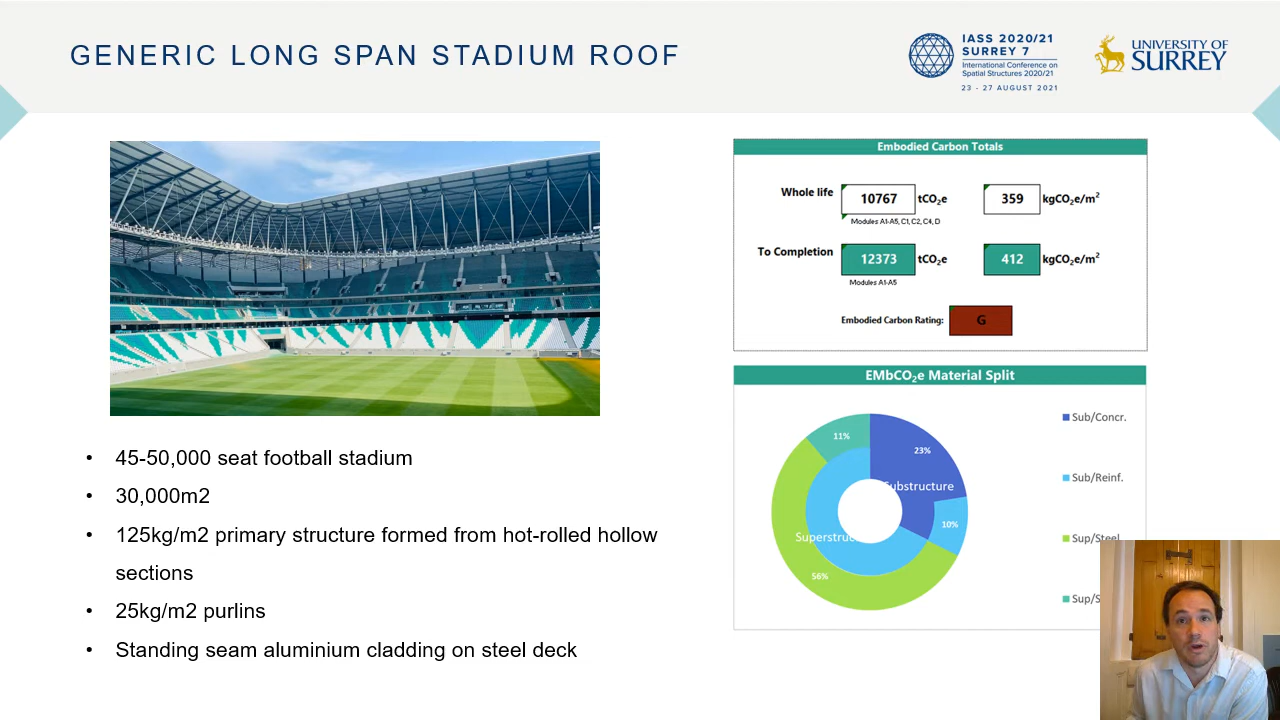 GENERIC LONG SPAN STADIUM ROOF
IASS 2020/21
SURREY 7
International Conference on
Spatial Structures 2020/21
23 - 27 AUGUST 2021
UNIVERSITY OF
SURREY
• 45-50,000 seat football stadium
• 30,000m2
• 125kg/m2 primary structure formed from hot-rolled hollow
sections
• 25kg/m2 purlins
• Standing seam aluminium cladding on steel deck
Embodied Carbon Totals
Whole life 10767 tCO₂e 359 kgCO₂e/m²
Modules A1-A5, C1, C2, C4, D
To Completion 12373 tCO₂e 412 kgCO₂e/m²
Modules A1-A5
Embodied Carbon Rating: G
EMbCO₂e Material Split
11%
23%
Substructure
10%
56%
Sub/Concr.
Sub/Reinf.
Sup/Steel